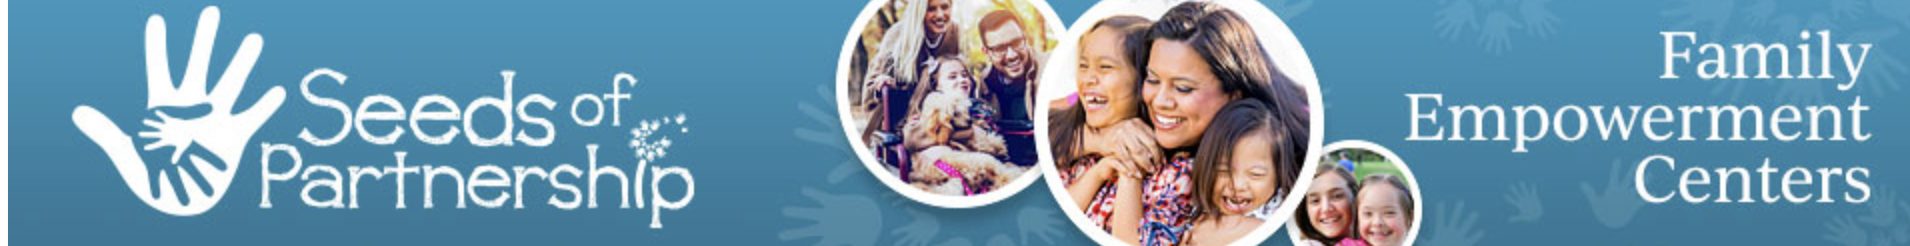 Seeds of
Partnership
Family
Empowerment
Centers